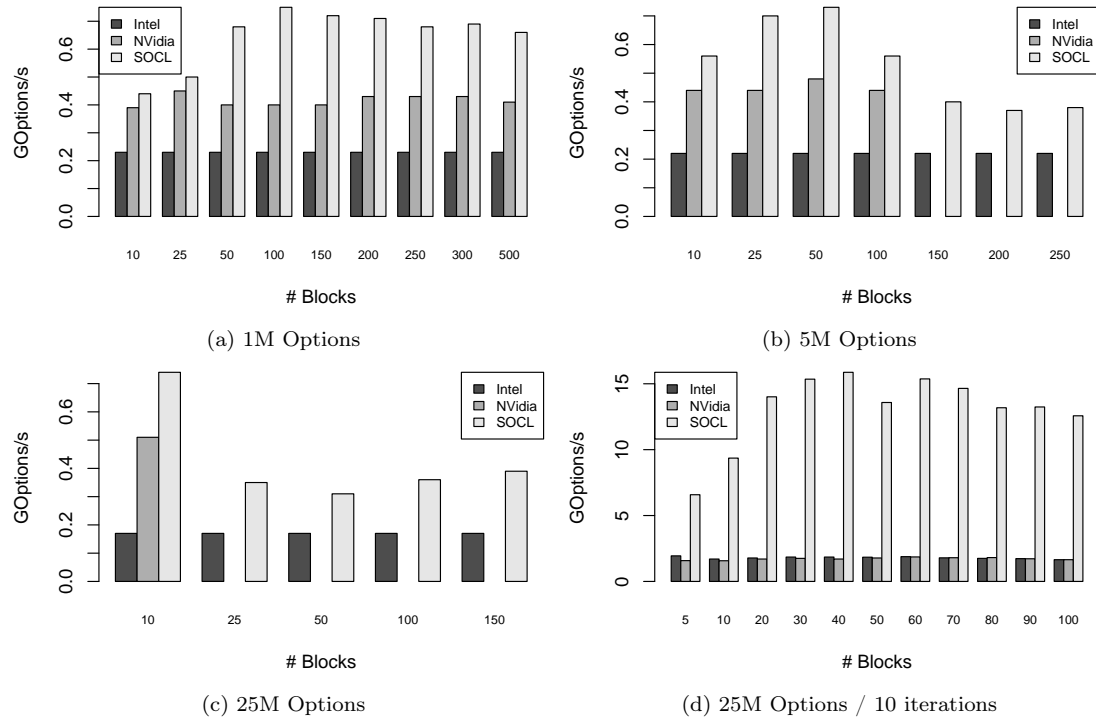 GOptions/s
0.0 0.2 0.4 0.6
Intel
NVidia
SOCL
10 25 50 100 150 200 250 300 500
# Blocks
(a) 1M Options
GOptions/s
0.0 0.2 0.4 0.6
Intel
NVidia
SOCL
10 25 50 100 150 200 250
# Blocks
(b) 5M Options
GOptions/s
0.0 0.2 0.4 0.6
Intel
NVidia
SOCL
10 25 50 100 150
# Blocks
(c) 25M Options
GOptions/s
0 5 10 15
Intel
NVidia
SOCL
5 10 20 30 40 50 60 70 80 90 100
# Blocks
(d) 25M Options / 10 iterations